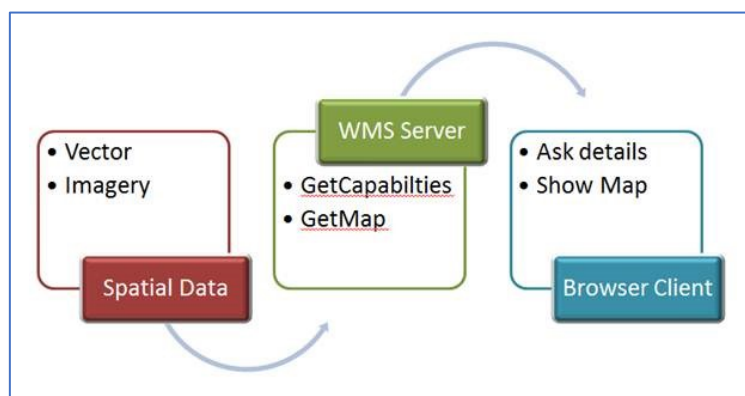 • Vector
• Imagery
Spatial Data
WMS Server
• GetCapabilties
• GetMap
• Ask details
• Show Map
Browser Client